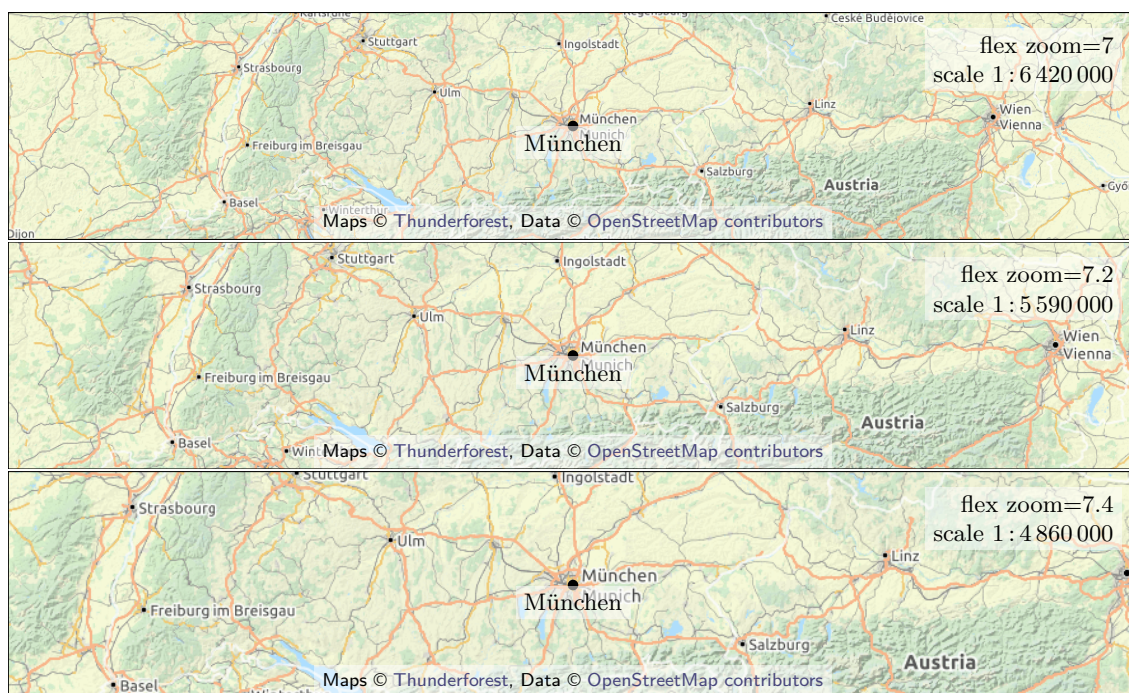 Karlsruhe
Regensburg
České Budějovice
Stuttgart
Ingolstadt
flex zoom=7
Strasbourg
scale 1 : 6 420 000
Ulm
Linz
München
Munich
Wien
Vienna
München
Freiburg im Breisgau
Salzburg
Austria
Győ
Basel
Winterthur
Maps © Thunderforest, Data © OpenStreetMap contributors
Dijon
Stuttgart
Ingolstadt
flex zoom=7.2
Strasbourg
scale 1 : 5 590 000
Ulm
Linz
Wien
Vienna
München
Munich
München
Freiburg im Breisgau
Salzburg
Austria
Basel
Wint
Maps © Thunderforest, Data © OpenStreetMap contributors
Stuttgart
Ingolstadt
flex zoom=7.4
Strasbourg
scale 1 : 4 860 000
Ulm
Linz
München
Munich
München
Freiburg im Breisgau
Salzburg
Austria
Basel
Winterthur
Maps © Thunderforest, Data © OpenStreetMap contributors